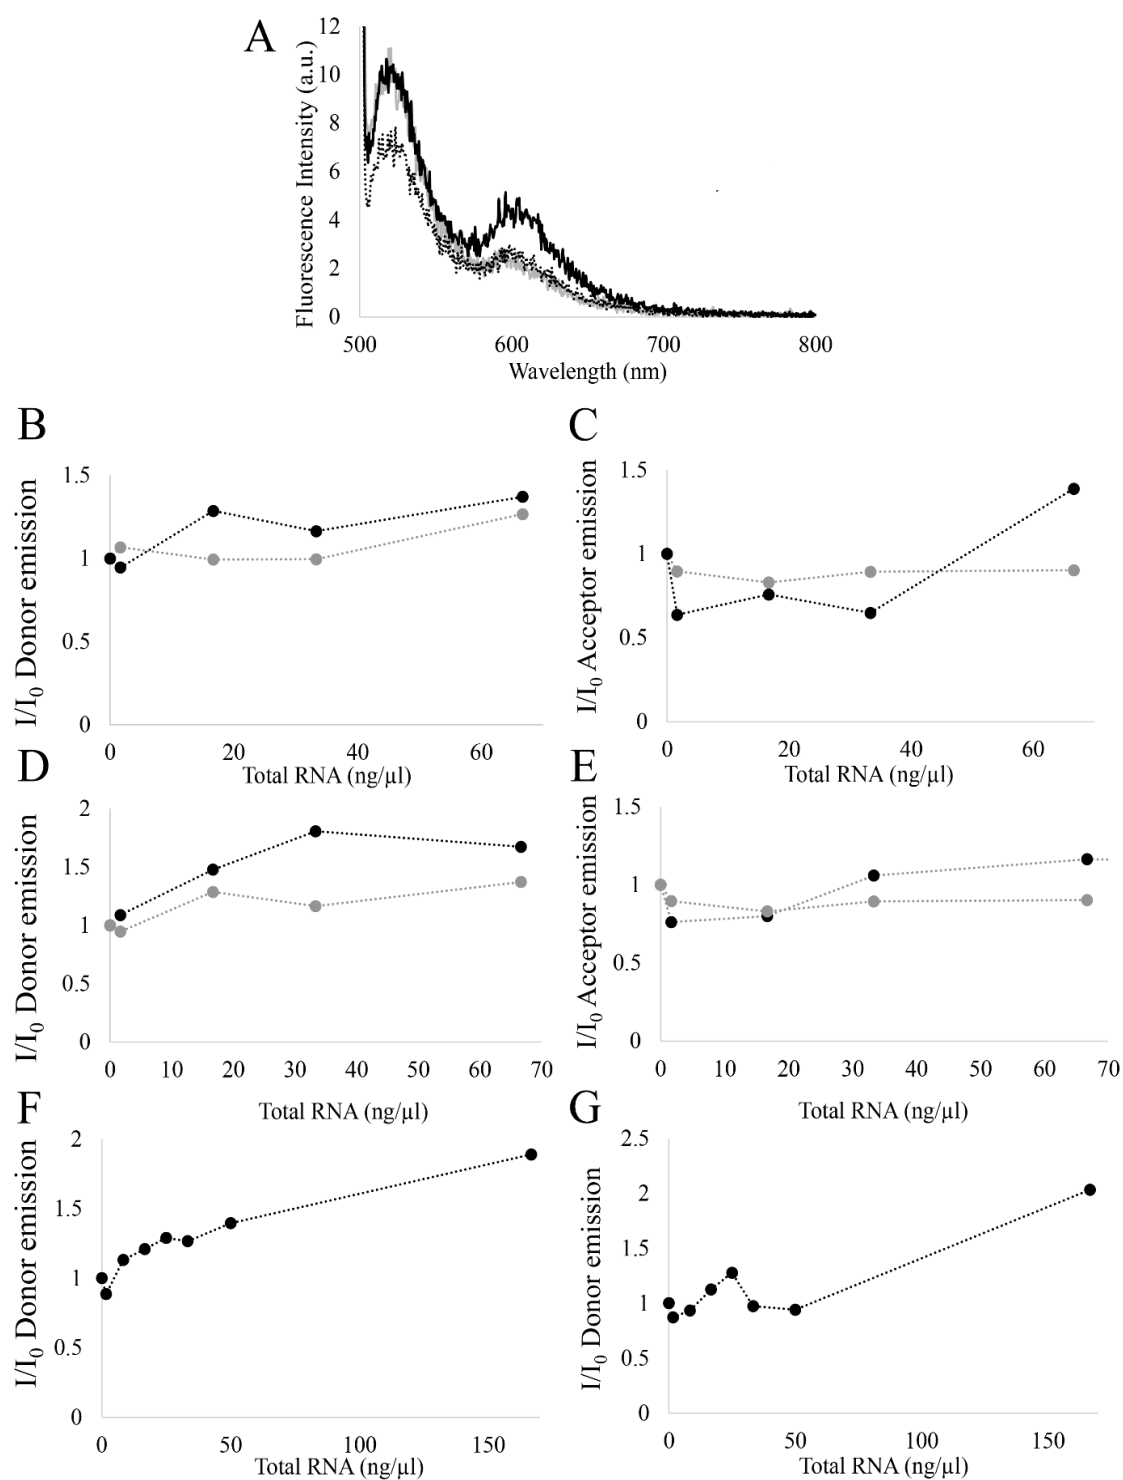 A
Fluorescence Intensity (a.u.)
12
10
8
6
4
2
0
500 600 700 800
Wavelength (nm)
B
I/I0 Donor emission
1.5
1
0.5
0
0 20 40 60
Total RNA (ng/µl)
C
I/I0 Acceptor emission
1.5
1
0.5
0
0 20 40 60
Total RNA (ng/µl)
D
I/I0 Donor emission
2
1.5
1
0.5
0
0 10 20 30 40 50 60 70
Total RNA (ng/µl)
E
I/I0 Acceptor emission
1.5
1
0.5
0
0 10 20 30 40 50 60 70
Total RNA (ng/µl)
F
I/I0 Donor emission
2
1.5
1
0.5
0
0 50 100 150
Total RNA (ng/µl)
G
I/I0 Donor emission
2.5
2
1.5
1
0.5
0
0 50 100 150
Total RNA (ng/µl)